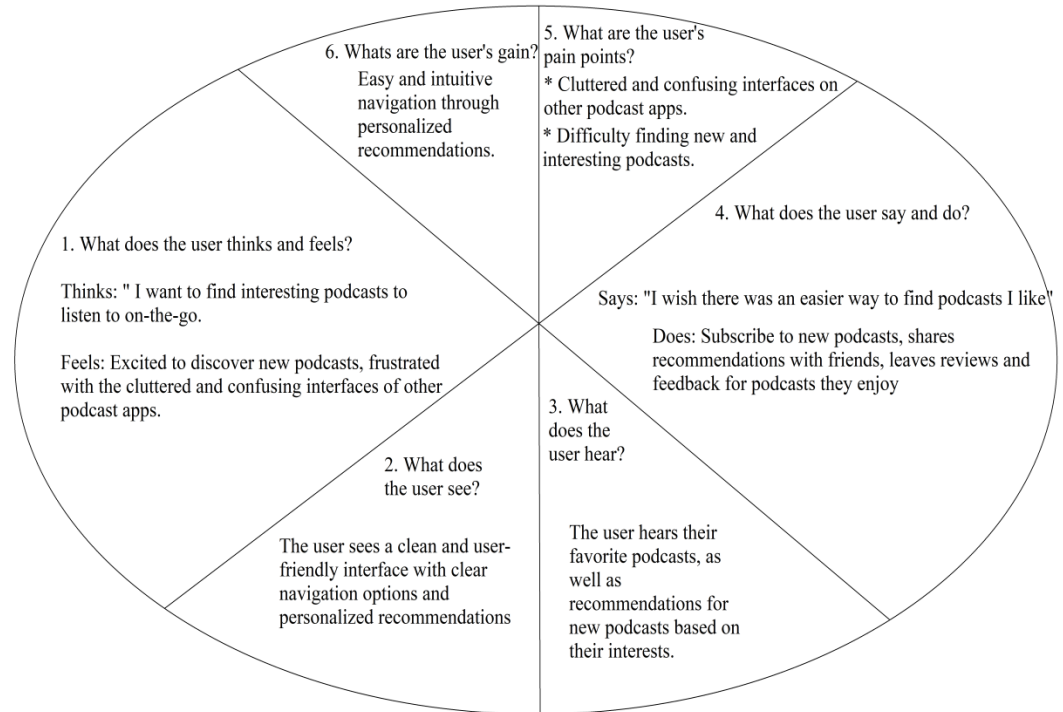 6. Whats are the user's gain?
Easy and intuitive
navigation through
personalized
recommendations.
5. What are the user's
pain points?
* Cluttered and confusing interfaces on
other podcast apps.
* Difficulty finding new and
interesting podcasts.
4. What does the user say and do?
Says: "I wish there was an easier way to find podcasts I like"
Does: Subscribe to new podcasts, shares
recommendations with friends, leaves reviews and
feedback for podcasts they enjoy
1. What does the user thinks and feels?
Thinks: " I want to find interesting podcasts to
listen to on-the-go.
Feels: Excited to discover new podcasts, frustrated
with the cluttered and confusing interfaces of other
podcast apps.
2. What does
the user see?
The user sees a clean and user-
friendly interface with clear
navigation options and
personalized recommendations
3. What
does the
user hear?
The user hears their
favorite podcasts, as
well as
recommendations for
new podcasts based on
their interests.